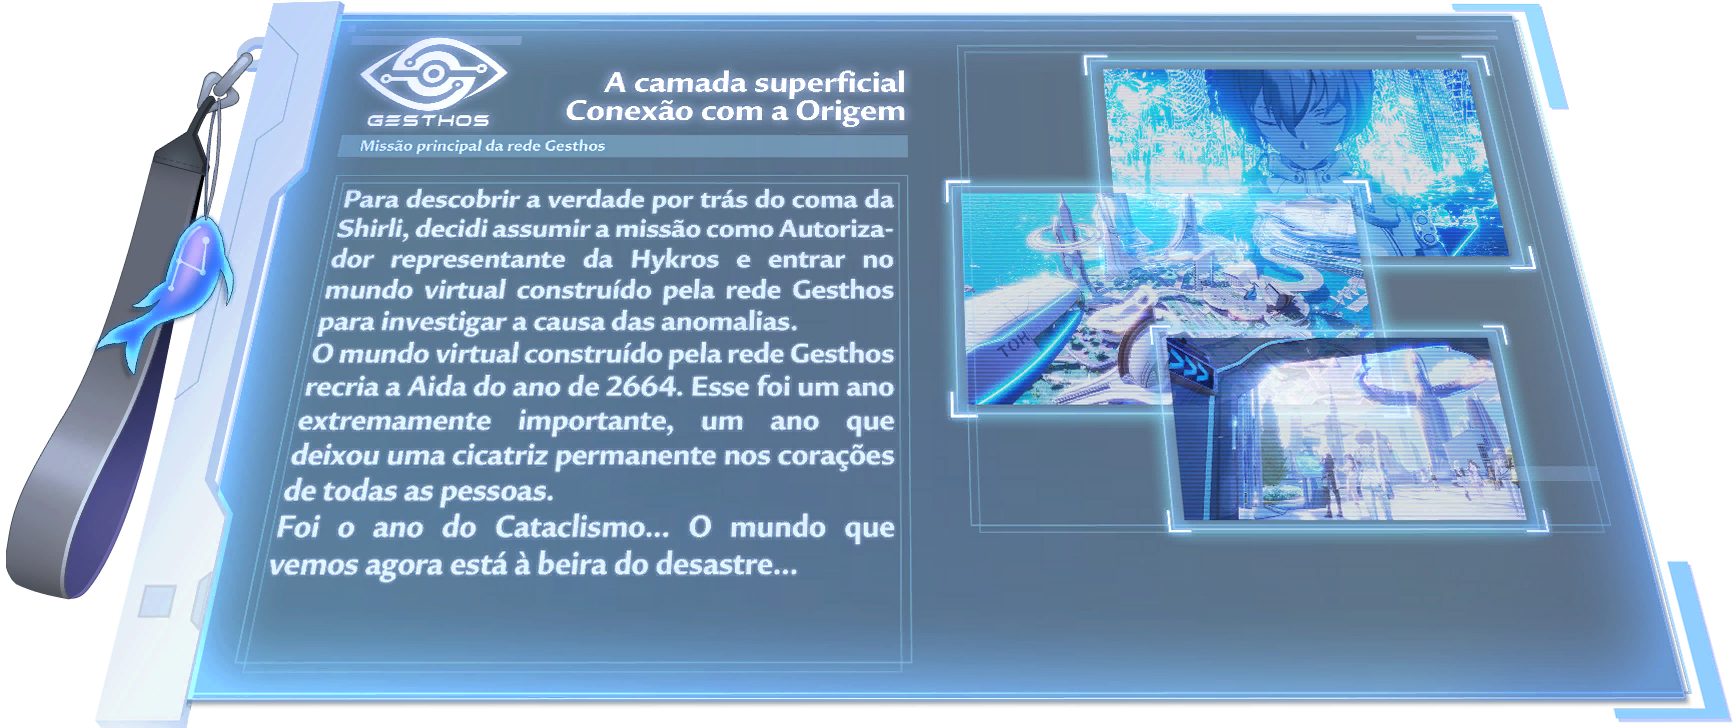 GESTHOS
A camada superficial
Conexão com a Origem
Missão principal da rede Gesthos
Para descobrir a verdade por trás do coma da
Shirli, decidi assumir a missão como Autoriza-
dor representante da Hykros e entrar no
mundo virtual construído pela rede Gesthos
para investigar a causa das anomalias.
O mundo virtual construído pela rede Gesthos
recria a Aida do ano de 2664. Esse foi um ano
extremamente importante, um ano que
deixou uma cicatriz permanente nos corações
de todas as pessoas.
Foi o ano do Cataclismo... O mundo que
vemos agora está à beira do desastre...